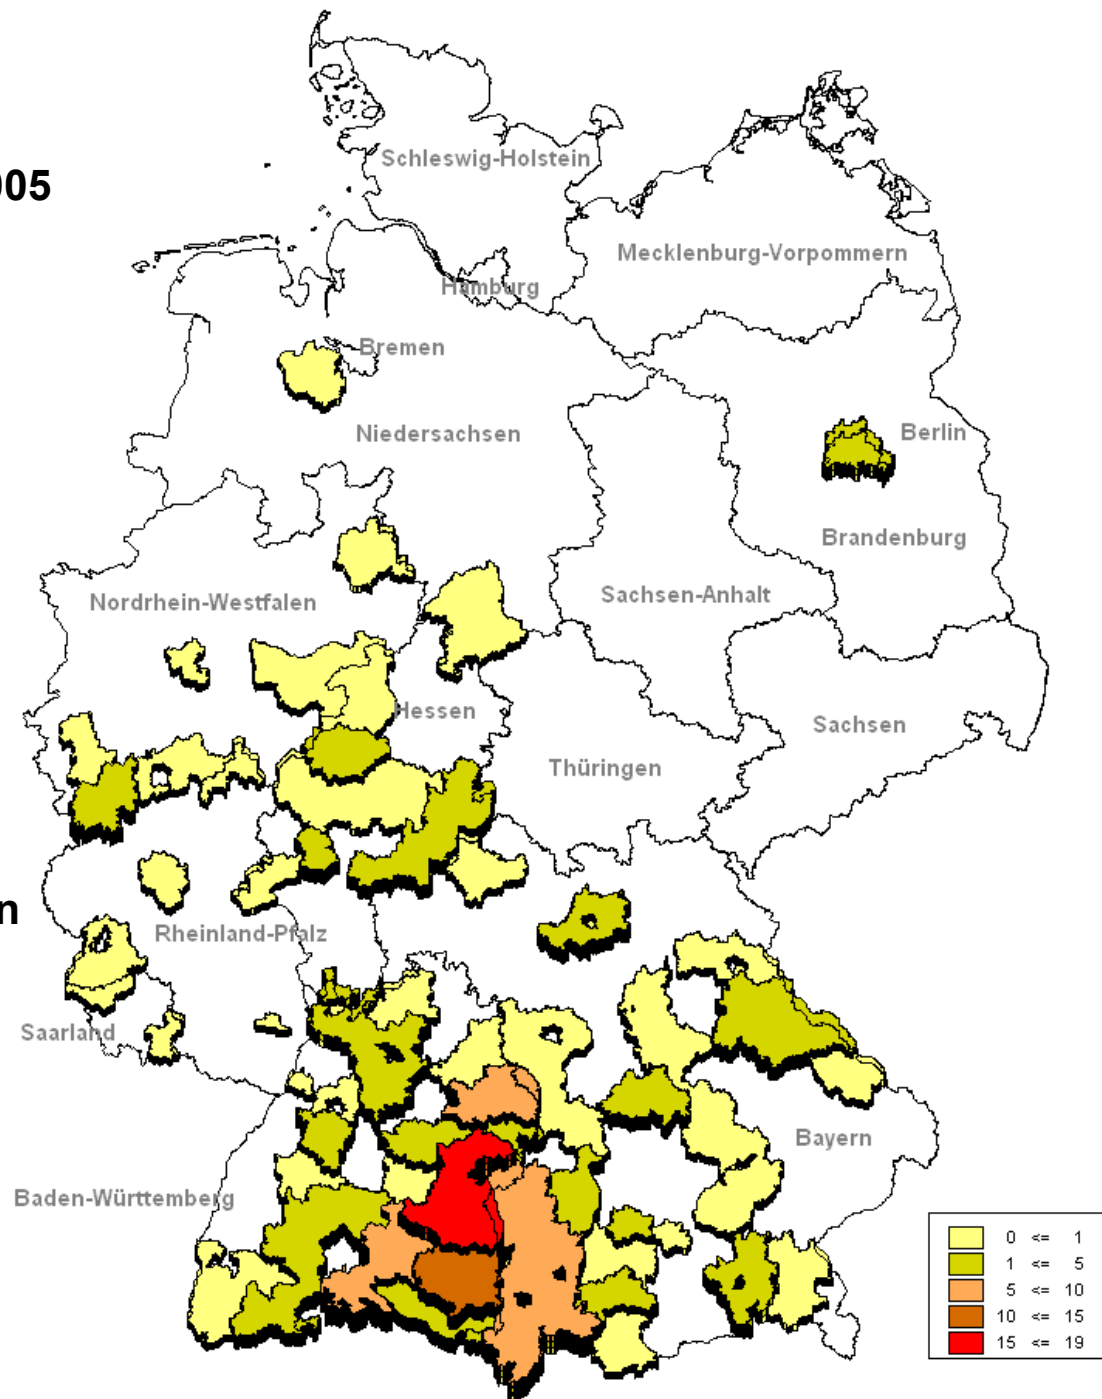 Schleswig-Holstein
005
Mecklenburg-Vorpommern
Hamburg
Bremen
Niedersachsen
Berlin
Brandenburg
Sachsen-Anhalt
Nordrhein-Westfalen
Hessen
Sachsen
Thüringen
n
Rheinland-Pfalz
Saarland
Bayern
Baden-Württemberg
0 <= 1
1 <= 5
5 <= 10
10 <= 15
15 <= 19